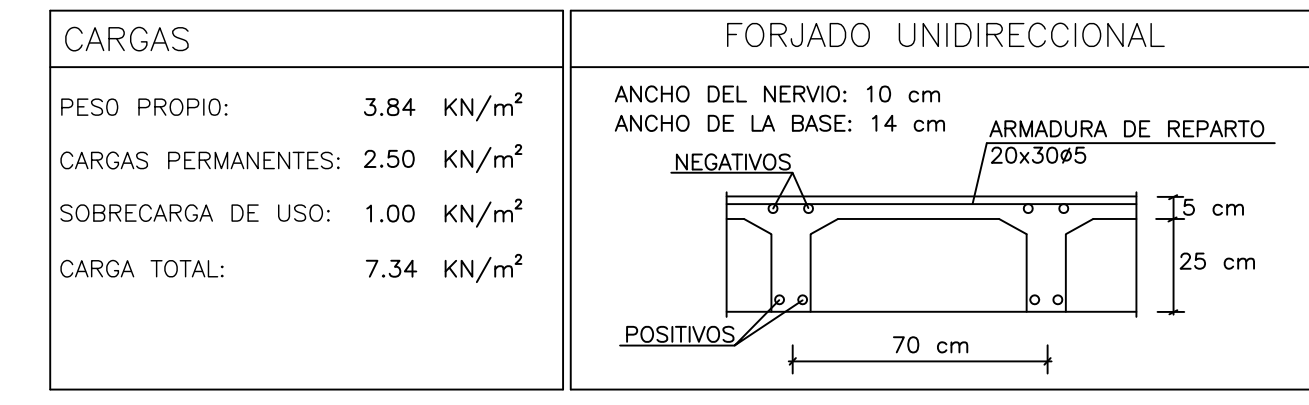 CARGAS
PESO PROPIO: 3.84 KN/m²
CARGAS PERMANENTES: 2.50 KN/m²
SOBRECARGA DE USO: 1.00 KN/m²
CARGA TOTAL: 7.34 KN/m²
FORJADO UNIDIRECCIONAL
ANCHO DEL NERVIO: 10 cm
ANCHO DE LA BASE: 14 cm
ARMADURA DE REPARTO
20x30ø5
NEGATIVOS
5 cm
25 cm
POSITIVOS
70 cm